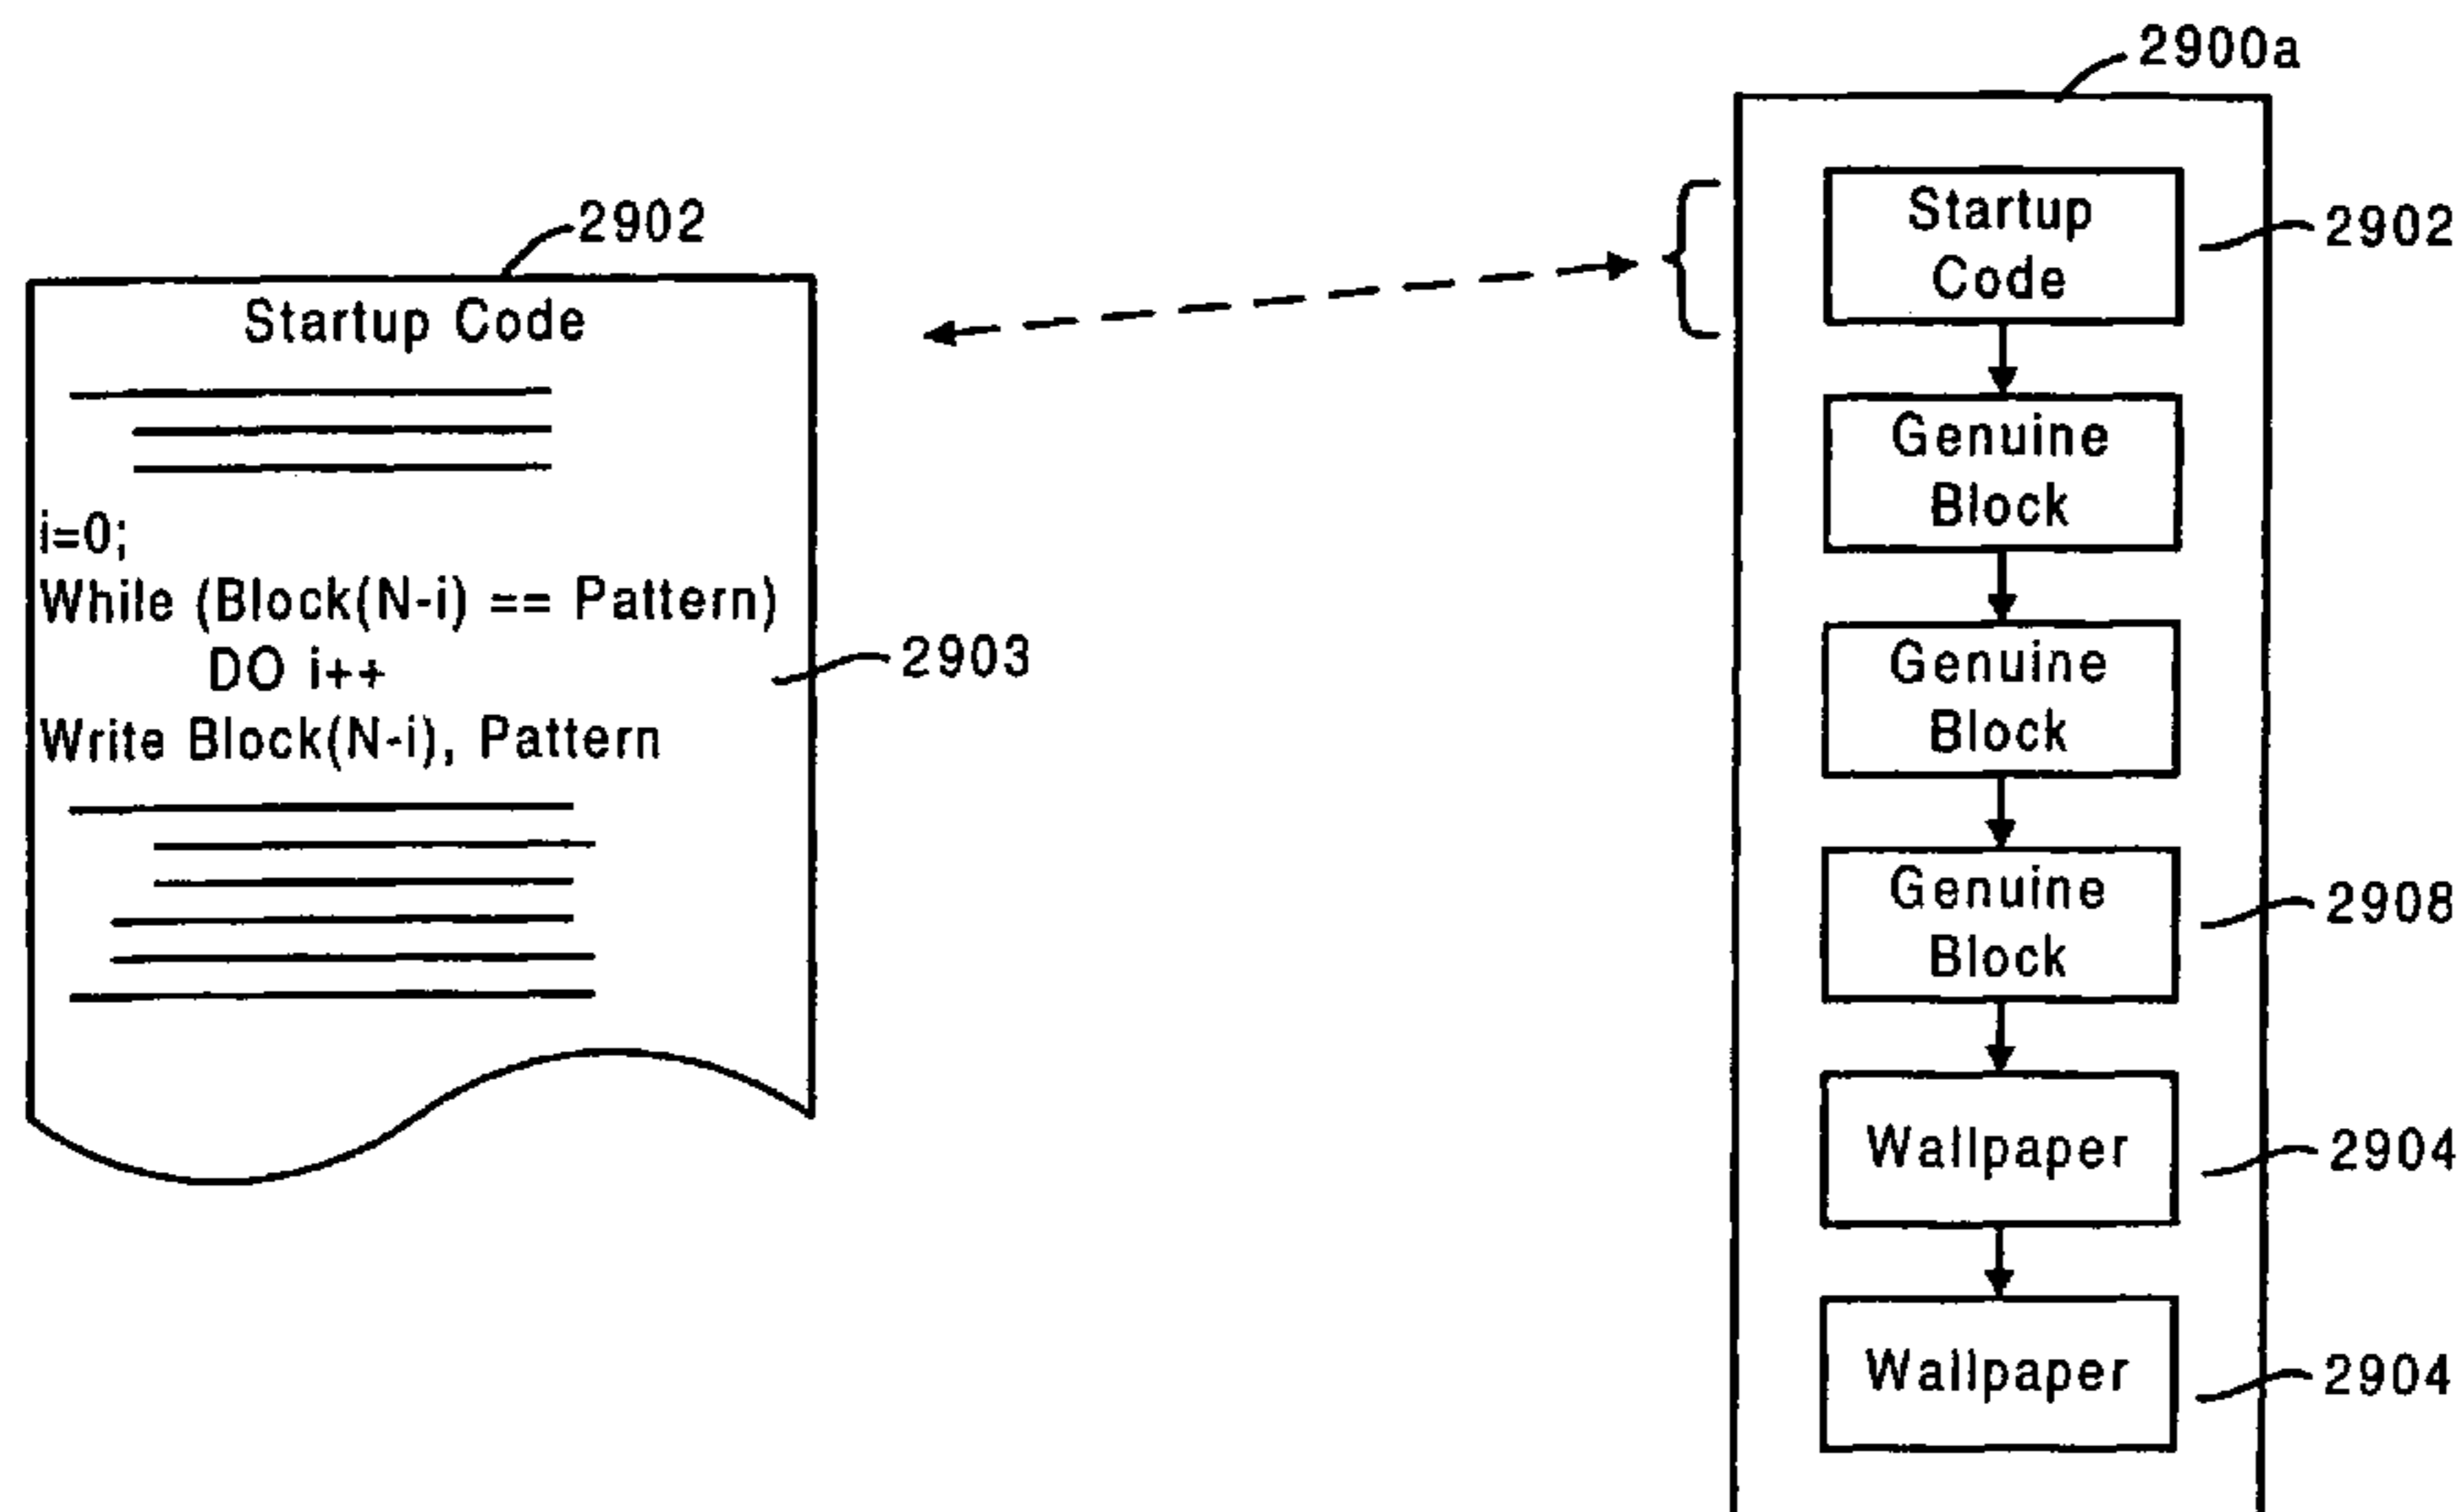 2902
Startup Code
i=0;
While (Block(N-i) == Pattern)
DO i++
2903
Write Block(N-i), Pattern
2900a
Startup
Code
2902
Genuine
Block
Genuine
Block
Genuine
Block
2908
Wallpaper
2904
Wallpaper
2904